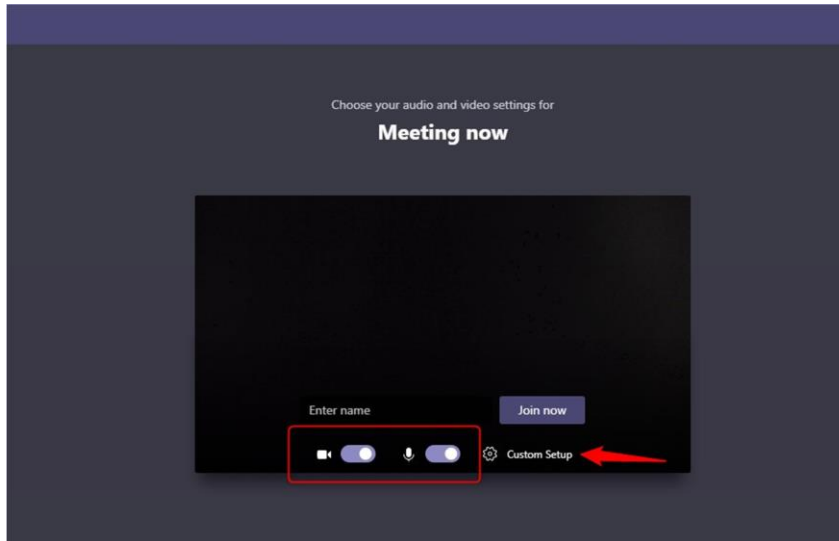 Choose your audio and video settings for
Meeting now
Enter name
Join now
Custom Setup